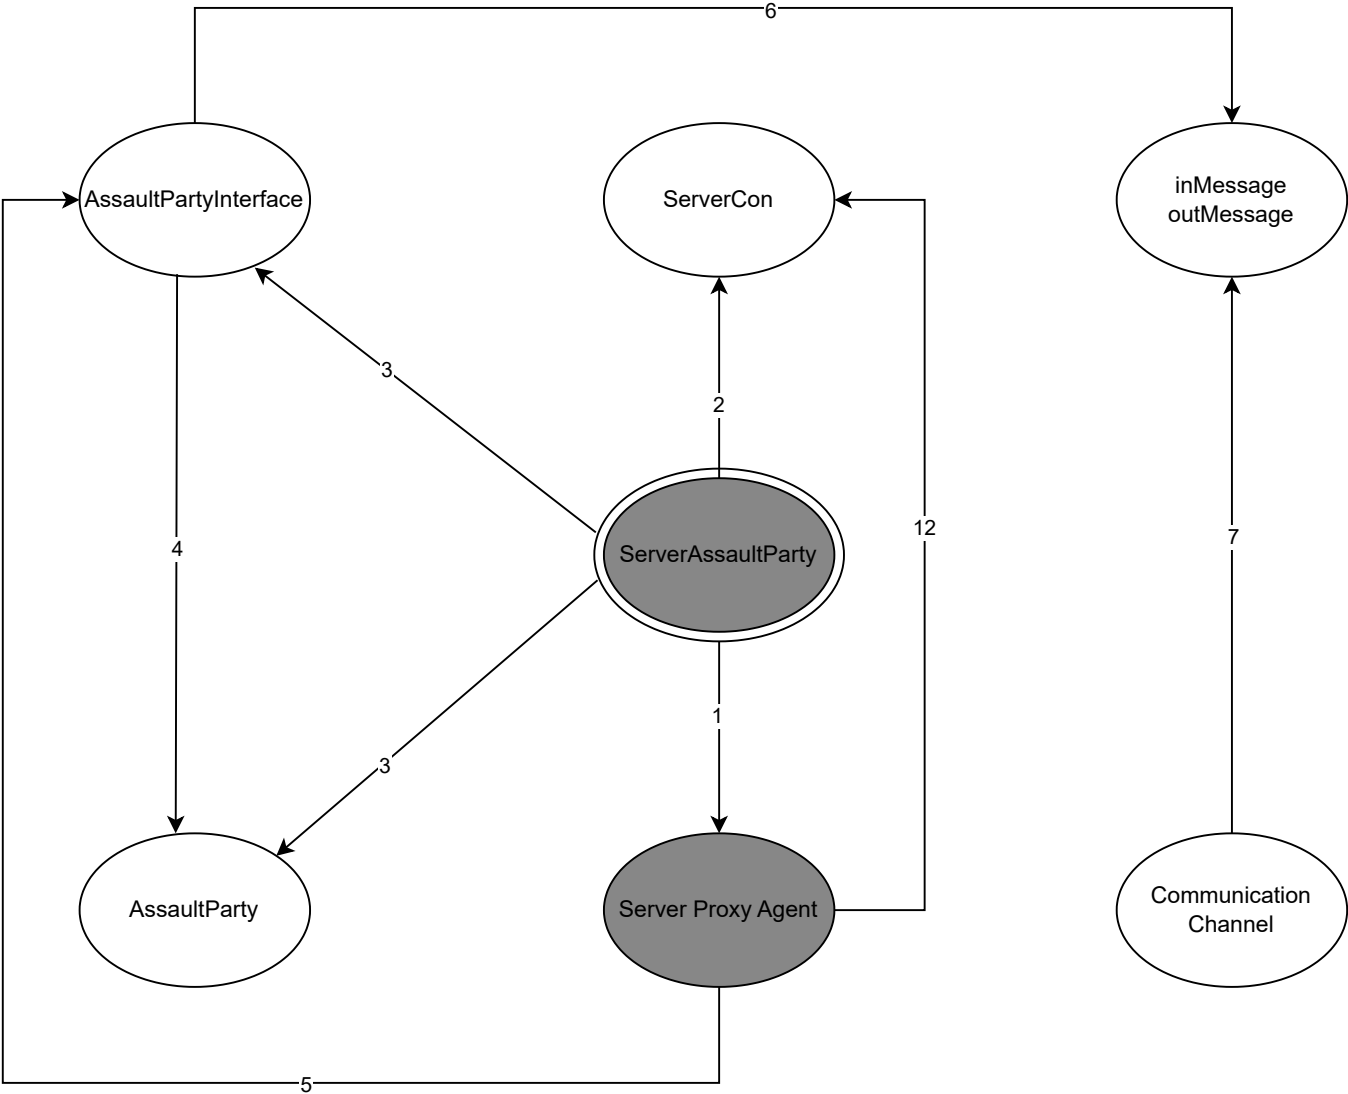 6
AssaultPartyInterface
ServerCon
inMessage
outMessage
3
2
12
7
4
ServerAssaultParty
1
3
AssaultParty
Server Proxy Agent
Communication
Channel
5